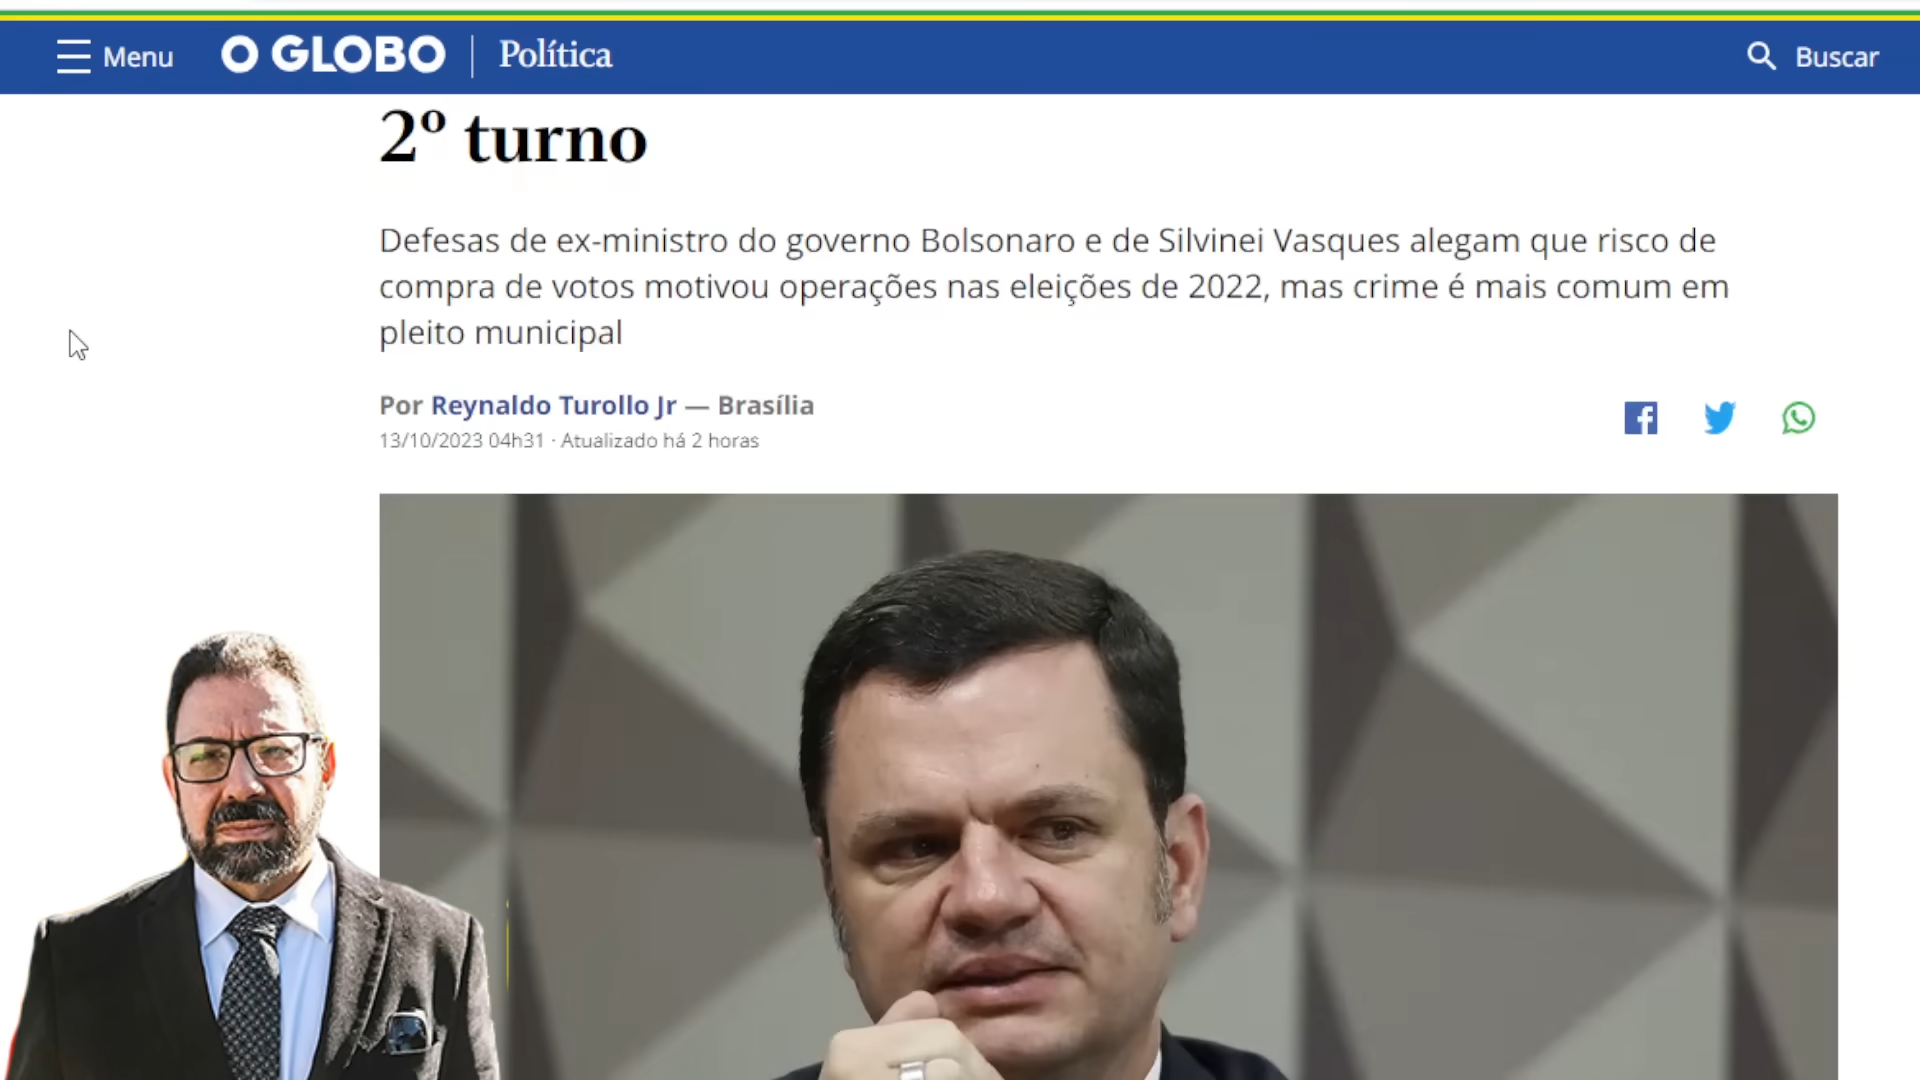 Menu
O GLOBO
Política
Buscar
2º turno
Defesas de ex-ministro do governo Bolsonaro e de Silvinei Vasques alegam que risco de
compra de votos motivou operações nas eleições de 2022, mas crime é mais comum em
pleito municipal
Por Reynaldo Turollo Jr — Brasília
13/10/2023 04h31 · Atualizado há 2 horas